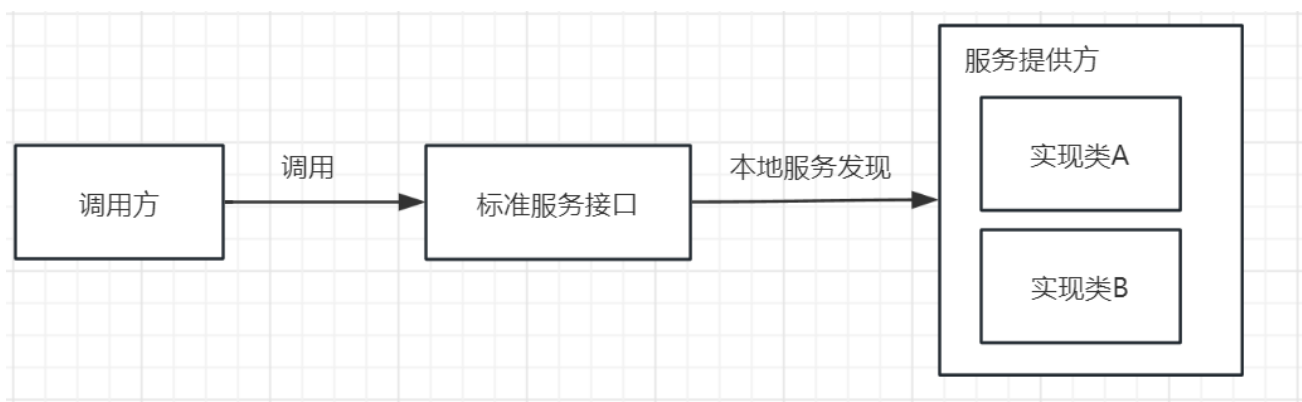 调用方
调用
标准服务接口
本地服务发现
服务提供方
实现类A
实现类B